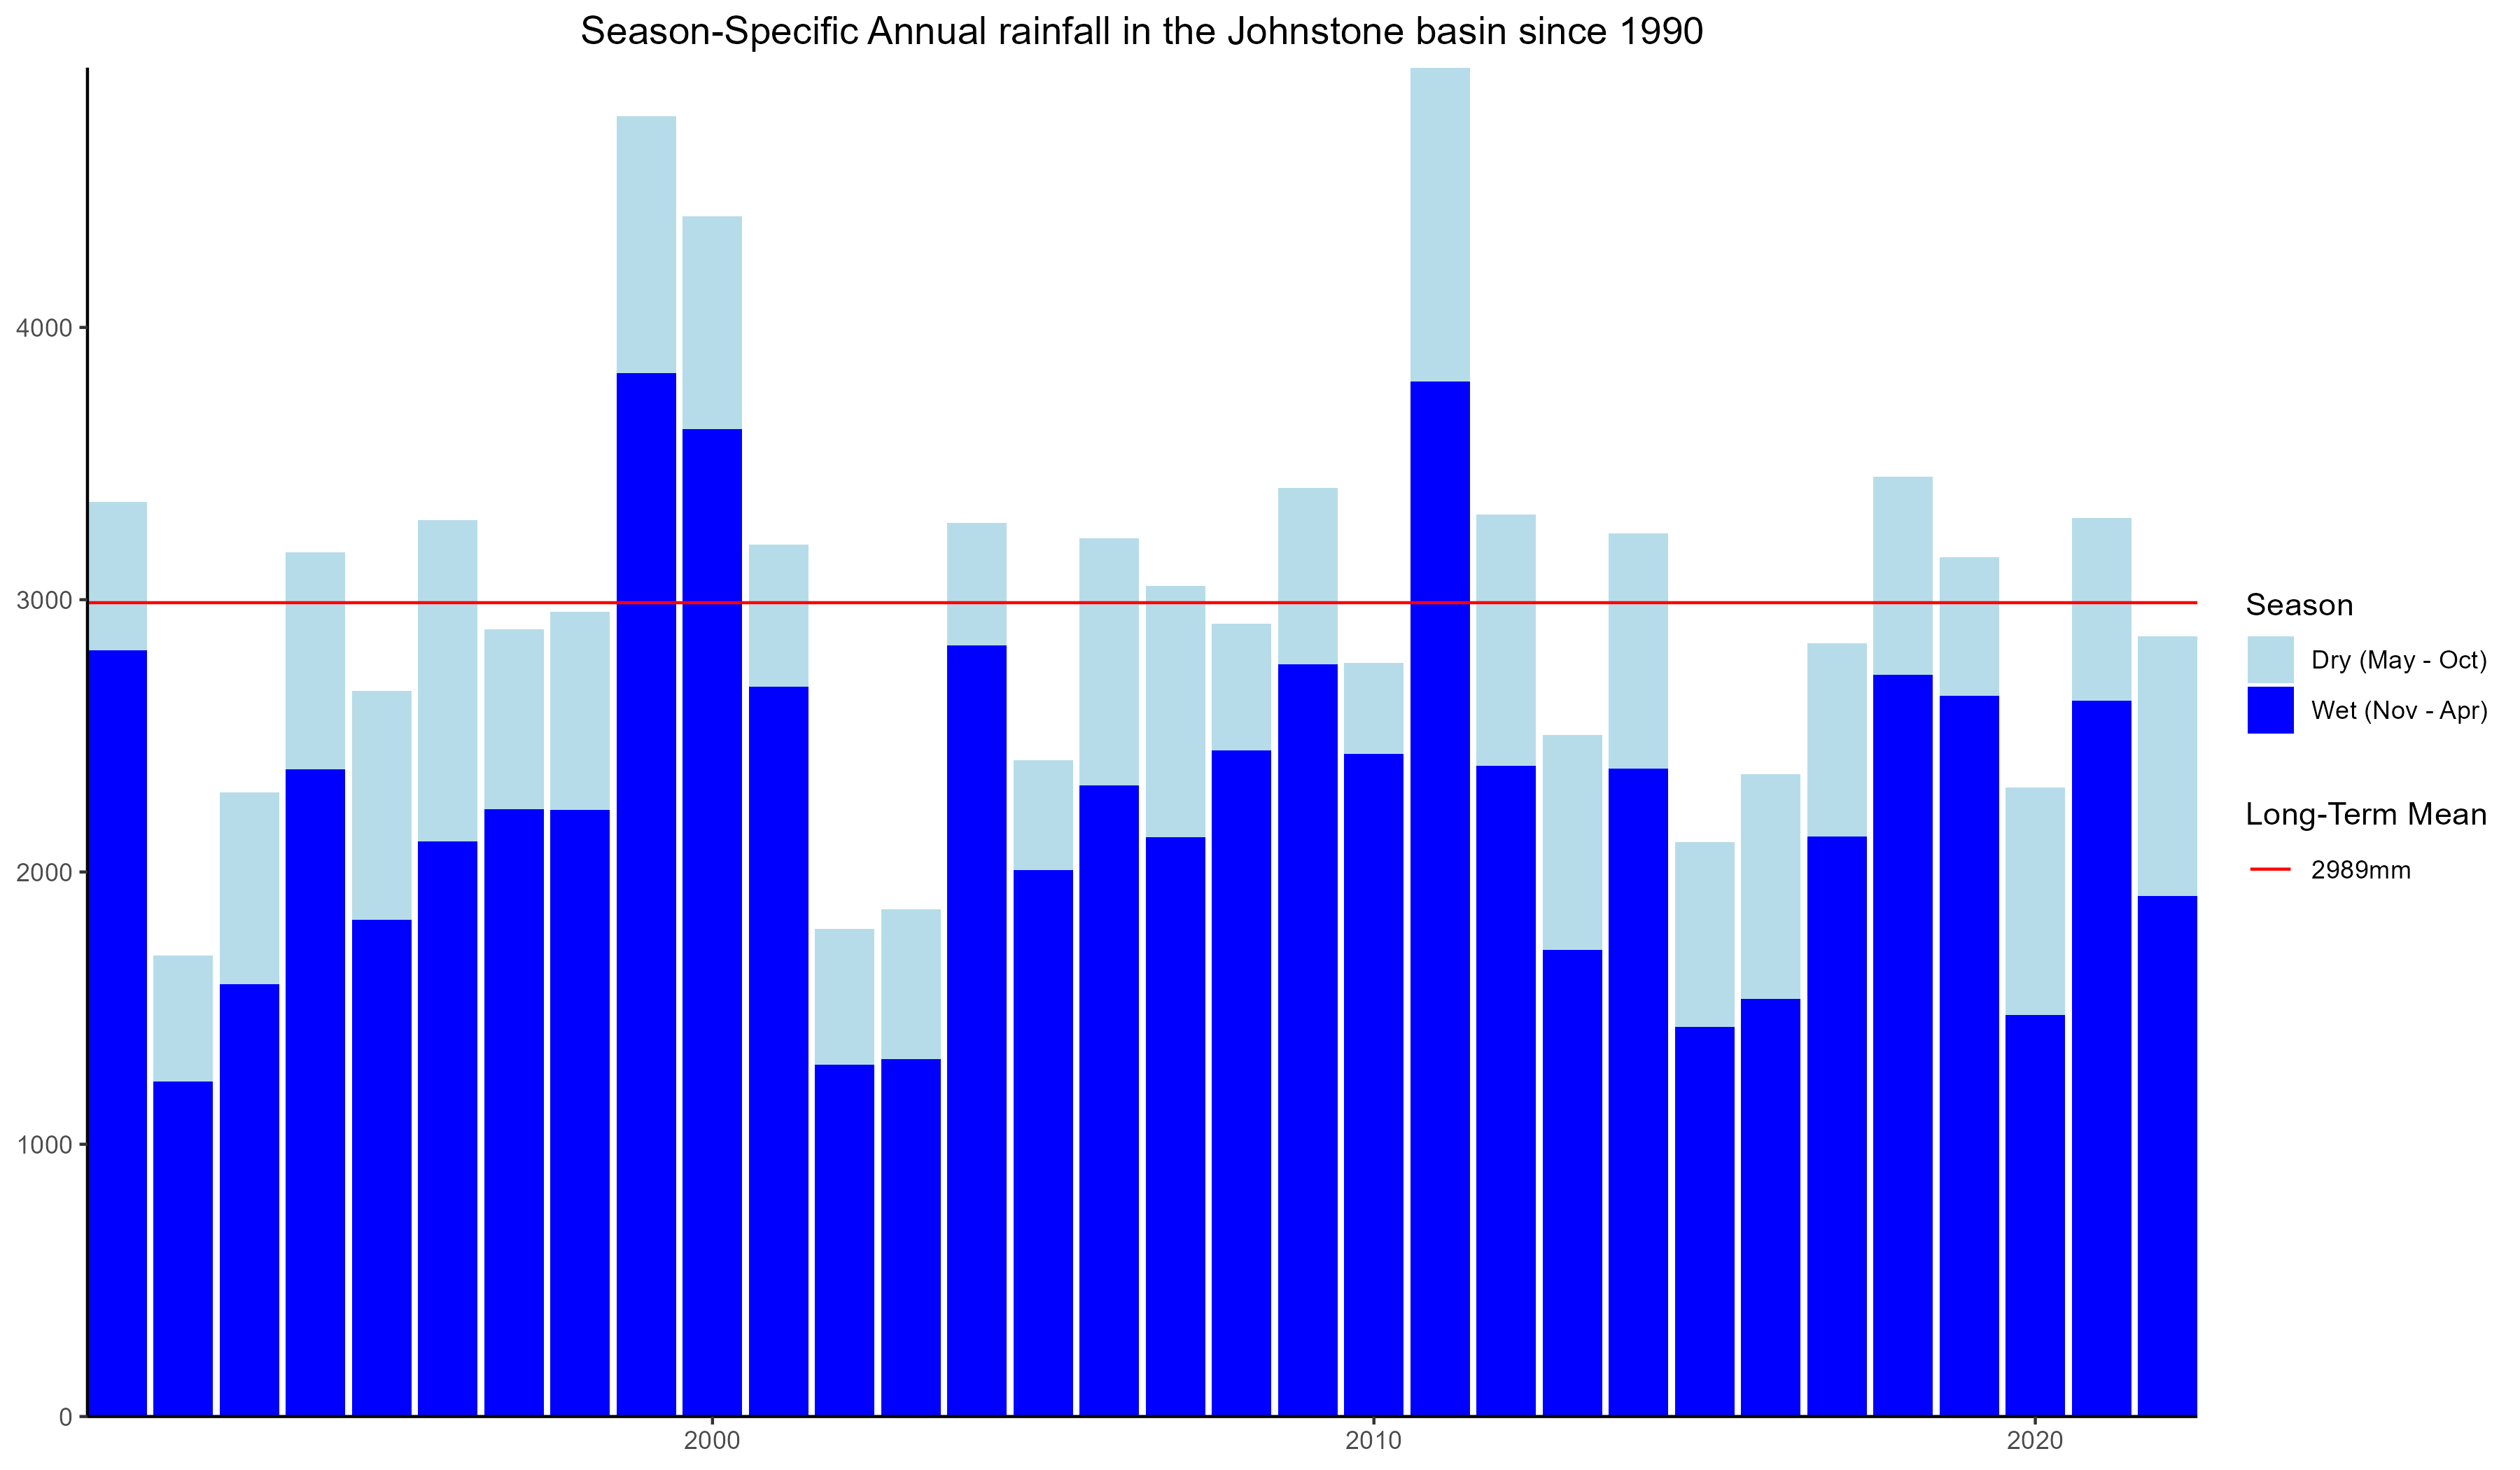 Season-Specific Annual rainfall in the Johnstone basin since 1990
4000
3000
2000
1000
0
2000
2010
2020
Season
Dry (May - Oct)
Wet (Nov - Apr)
Long-Term Mean
2989mm